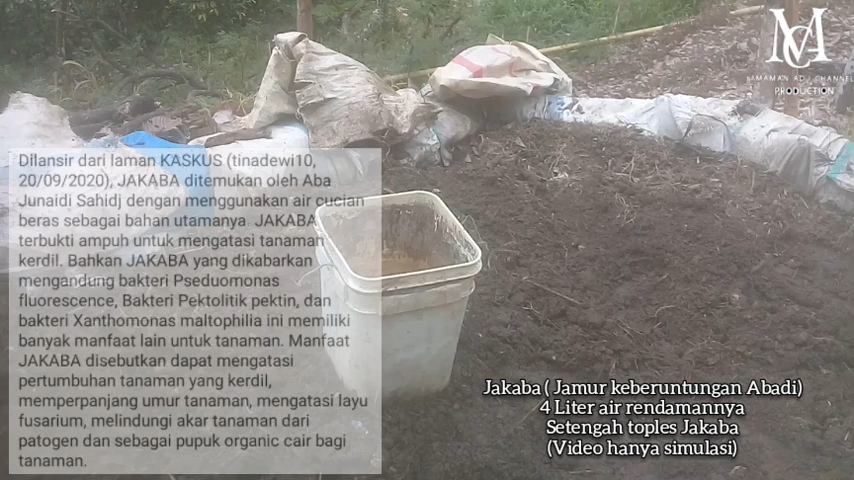 MC
MAMAN ADJ CHANNEL
PRODUCTION
Dilansir dari laman KASKUS (tinadewi10,
20/09/2020), JAKABA ditemukan oleh Aba
Junaidi Sahidj dengan menggunakan air cucian
beras sebagai bahan utamanya. JAKABA
terbukti ampuh untuk mengatasi tanaman
kerdil. Bahkan JAKABA yang dikabarkan
mengandung bakteri Pseduomonas
fluorescence, Bakteri Pektolitik pektin, dan
bakteri Xanthomonas maltophilia ini memiliki
banyak manfaat lain untuk tanaman. Manfaat
JAKABA disebutkan dapat mengatasi
pertumbuhan tanaman yang kerdil,
memperpanjang umur tanaman, mengatasi layu
fusarium, melindungi akar tanaman dari
patogen dan sebagai pupuk organic cair bagi
tanaman.
Jakaba ( Jamur keberuntungan Abadi)
4 Liter air rendamannya
Setengah toples Jakaba
(Video hanya simulasi)